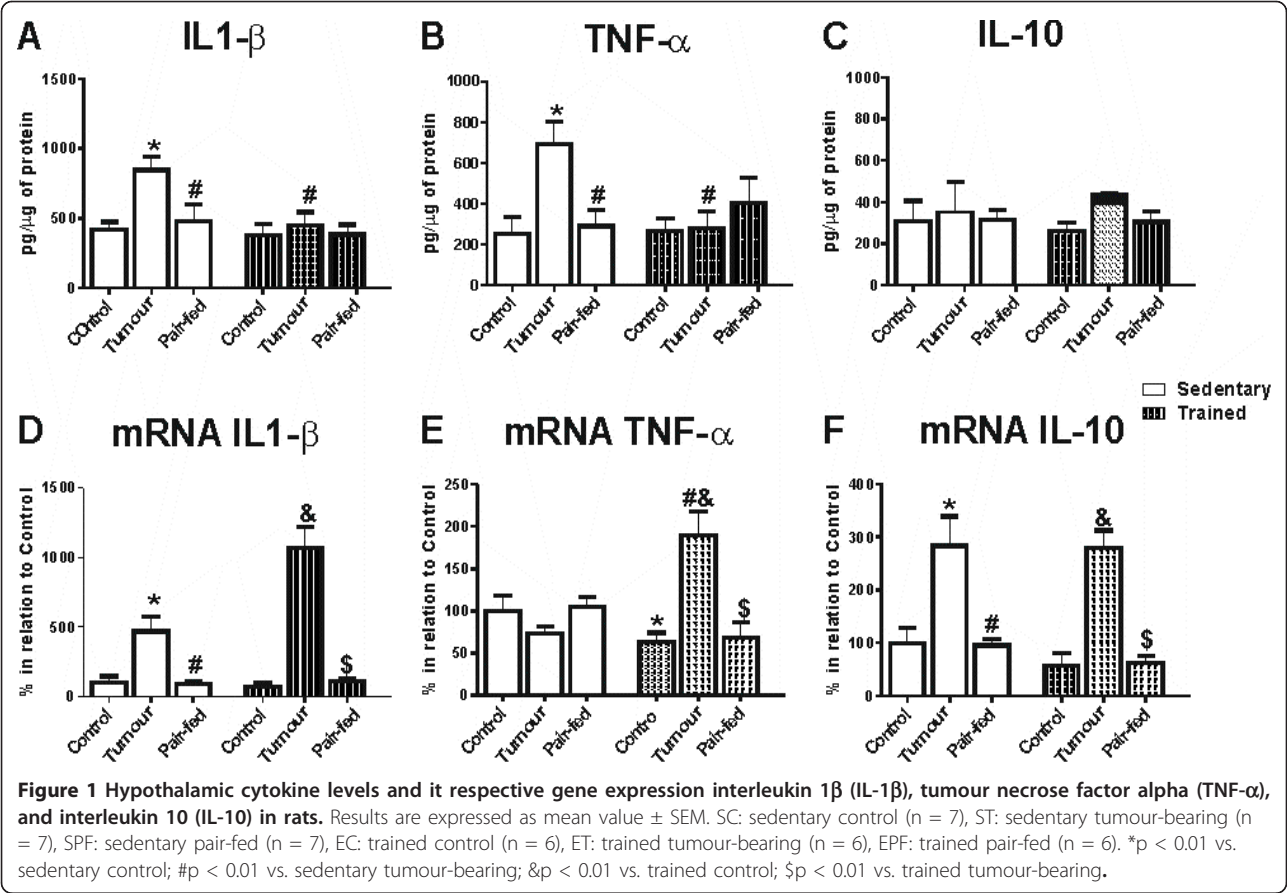 A IL1-β
B TNF-α
C IL-10
pg/μg of protein
1500
1000
500
0
*
#
#
COntrol
Tumour
Pair-fed
Control
Tumour
Pair-fed
pg/μg of protein
1000
800
600
400
200
0
*
#
#
Control
Tumour
Pair-fed
Control
Tumour
Pair-fed
pg/μg of protein
1000
800
600
400
200
0
Control
Tumour
Pair-fed
Control
Tumour
Pair-fed
Sedentary
Trained
D mRNA IL1-β
E mRNA TNF-α
F mRNA IL-10
% in relation to Control
1500
1000
500
0
*
#
&
$
Control
Tumour
Pair-fed
Control
Tumour
Pair-fed
% in relation to Control
250
200
150
100
50
0
*
#&
$
Control
Tumour
Pair-fed
Contro
Tumour
Pair-fed
% in relation to Control
400
300
200
100
0
*
#
&
$
Control
Tumour
Pair-fed
Control
Tumour
Pair-fed
Figure 1 Hypothalamic cytokine levels and it respective gene expression interleukin 1β (IL-1β), tumour necrose factor alpha (TNF-α),
and interleukin 10 (IL-10) in rats. Results are expressed as mean value ± SEM. SC: sedentary control (n = 7), ST: sedentary tumour-bearing (n
= 7), SPF: sedentary pair-fed (n = 7), EC: trained control (n = 6), ET: trained tumour-bearing (n = 6), EPF: trained pair-fed (n = 6). *p < 0.01 vs.
sedentary control; #p < 0.01 vs. sedentary tumour-bearing; &p < 0.01 vs. trained control; $p < 0.01 vs. trained tumour-bearing.